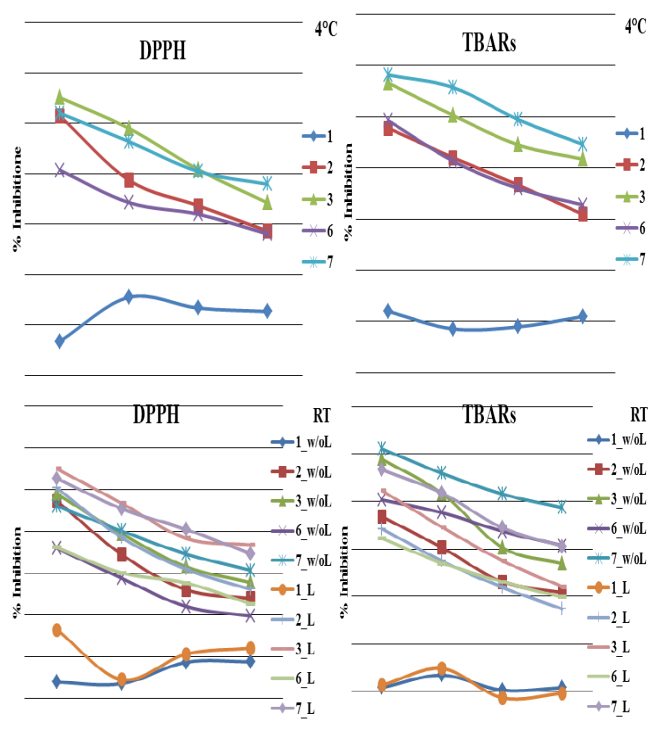 DPPH
4°C
% Inhibitione
1
2
3
6
7
TBARs
4°C
% Inhibition
1
2
3
6
7
DPPH
RT
% Inhibition
1_w/oL
2_w/oL
3_w/oL
6_w/oL
7_w/oL
1_L
2_L
3_L
6_L
7_L
TBARs
RT
% Inhibition
1_w/oL
2_w/oL
3_w/oL
6_w/oL
7_w/oL
1_L
2_L
3_L
6_L
7_L